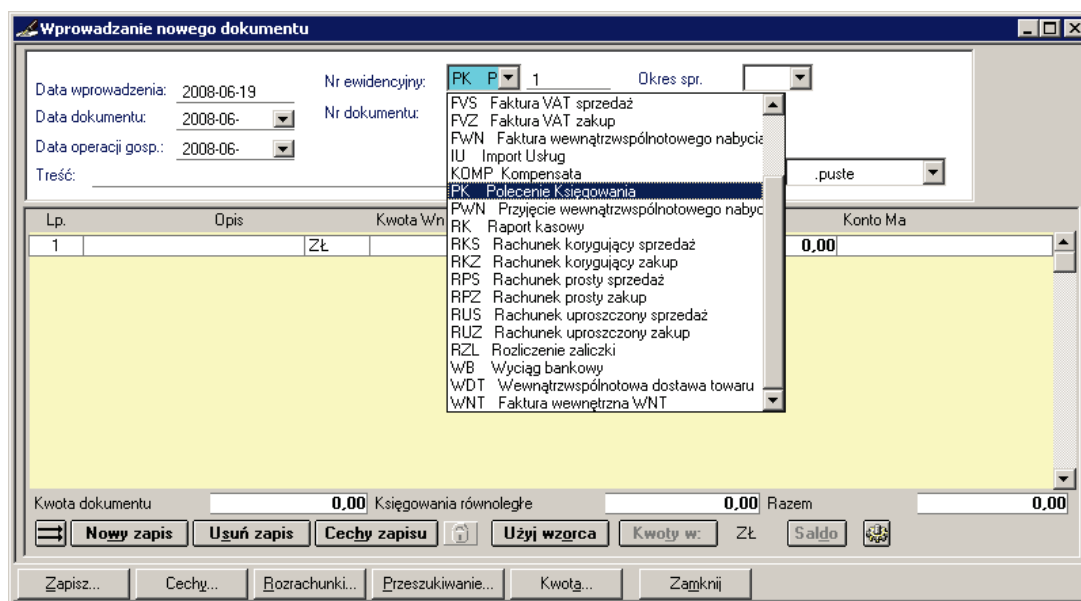 Wprowadzanie nowego dokumentu
Data wprowadzenia: 2008-06-19 Nr ewidencyjny: PK P 1 Okres spr.
Data dokumentu: 2008-06- Nr dokumentu:
Data operacji gosp.: 2008-06-
Treść: .puste
FVS Faktura VAT sprzedaż
FVZ Faktura VAT zakup
FWN Faktura wewnątrzwspólnotowego nabycia
IU Import Usług
KOMP Kompensata
PK Polecenie Księgowania
PWN Przyjęcie wewnątrzwspólnotowego nabyc
RK Raport kasowy
RKS Rachunek korygujący sprzedaż
RKZ Rachunek korygujący zakup
RPS Rachunek prosty sprzedaż
RPZ Rachunek prosty zakup
RUS Rachunek uproszczony sprzedaż
RUZ Rachunek uproszczony zakup
RZL Rozliczenie zaliczki
WB Wyciąg bankowy
WDT Wewnątrzwspólnotowa dostawa towaru
WNT Faktura wewnętrzna WNT
Lp. Opis Kwota Wn Konto Ma
1 ZŁ 0,00
Kwota dokumentu 0,00 Księgowania równoległe 0,00 Razem 0,00
Nowy zapis Usuń zapis Cechy zapisu Użyj wzorca Kwoty w: ZŁ Saldo
Zapisz... Cechy... Rozrachunki... Przeszukiwanie... Kwota... Zamknij